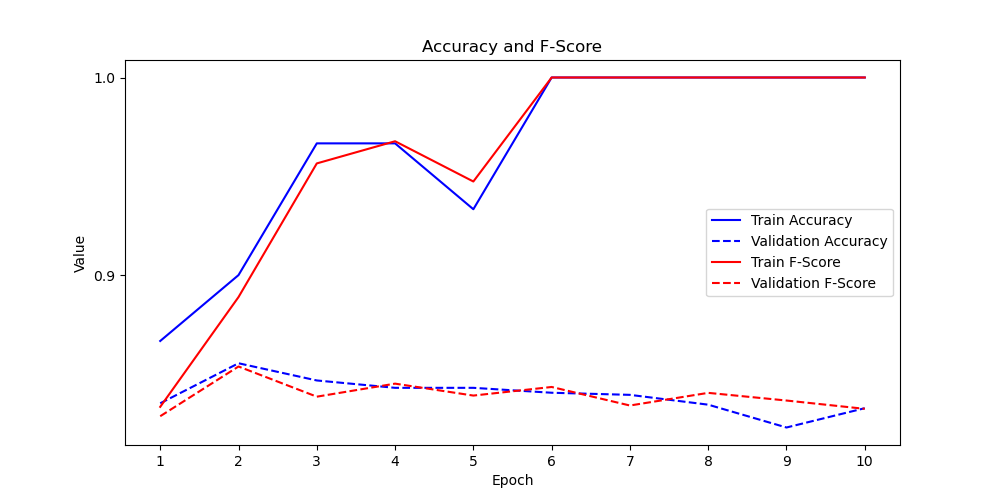 Accuracy and F-Score
Value
1.0
0.9
Train Accuracy
Validation Accuracy
Train F-Score
Validation F-Score
1 2 3 4 5 6 7 8 9 10
Epoch